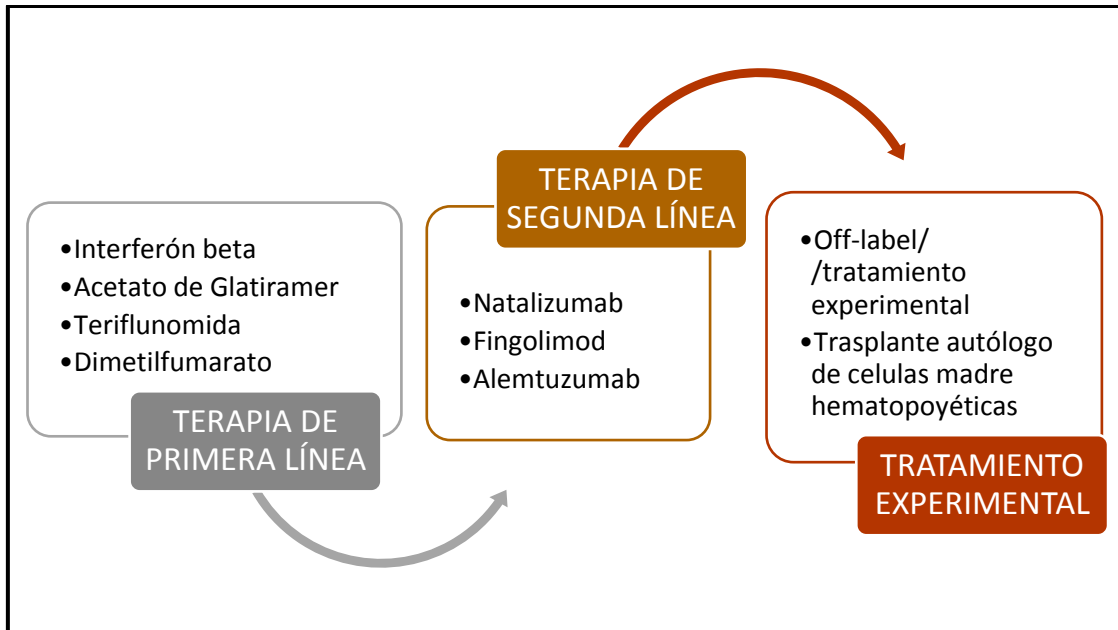 •Interferón beta
•Acetato de Glatiramer
•Teriflunomida
•Dimetilfumarato
TERAPIA DE
PRIMERA LÍNEA
TERAPIA DE
SEGUNDA LÍNEA
•Natalizumab
•Fingolimod
•Alemtuzumab
•Off-label/
/tratamiento
experimental
•Trasplante autólogo
de celulas madre
hematopoyéticas
TRATAMIENTO
EXPERIMENTAL